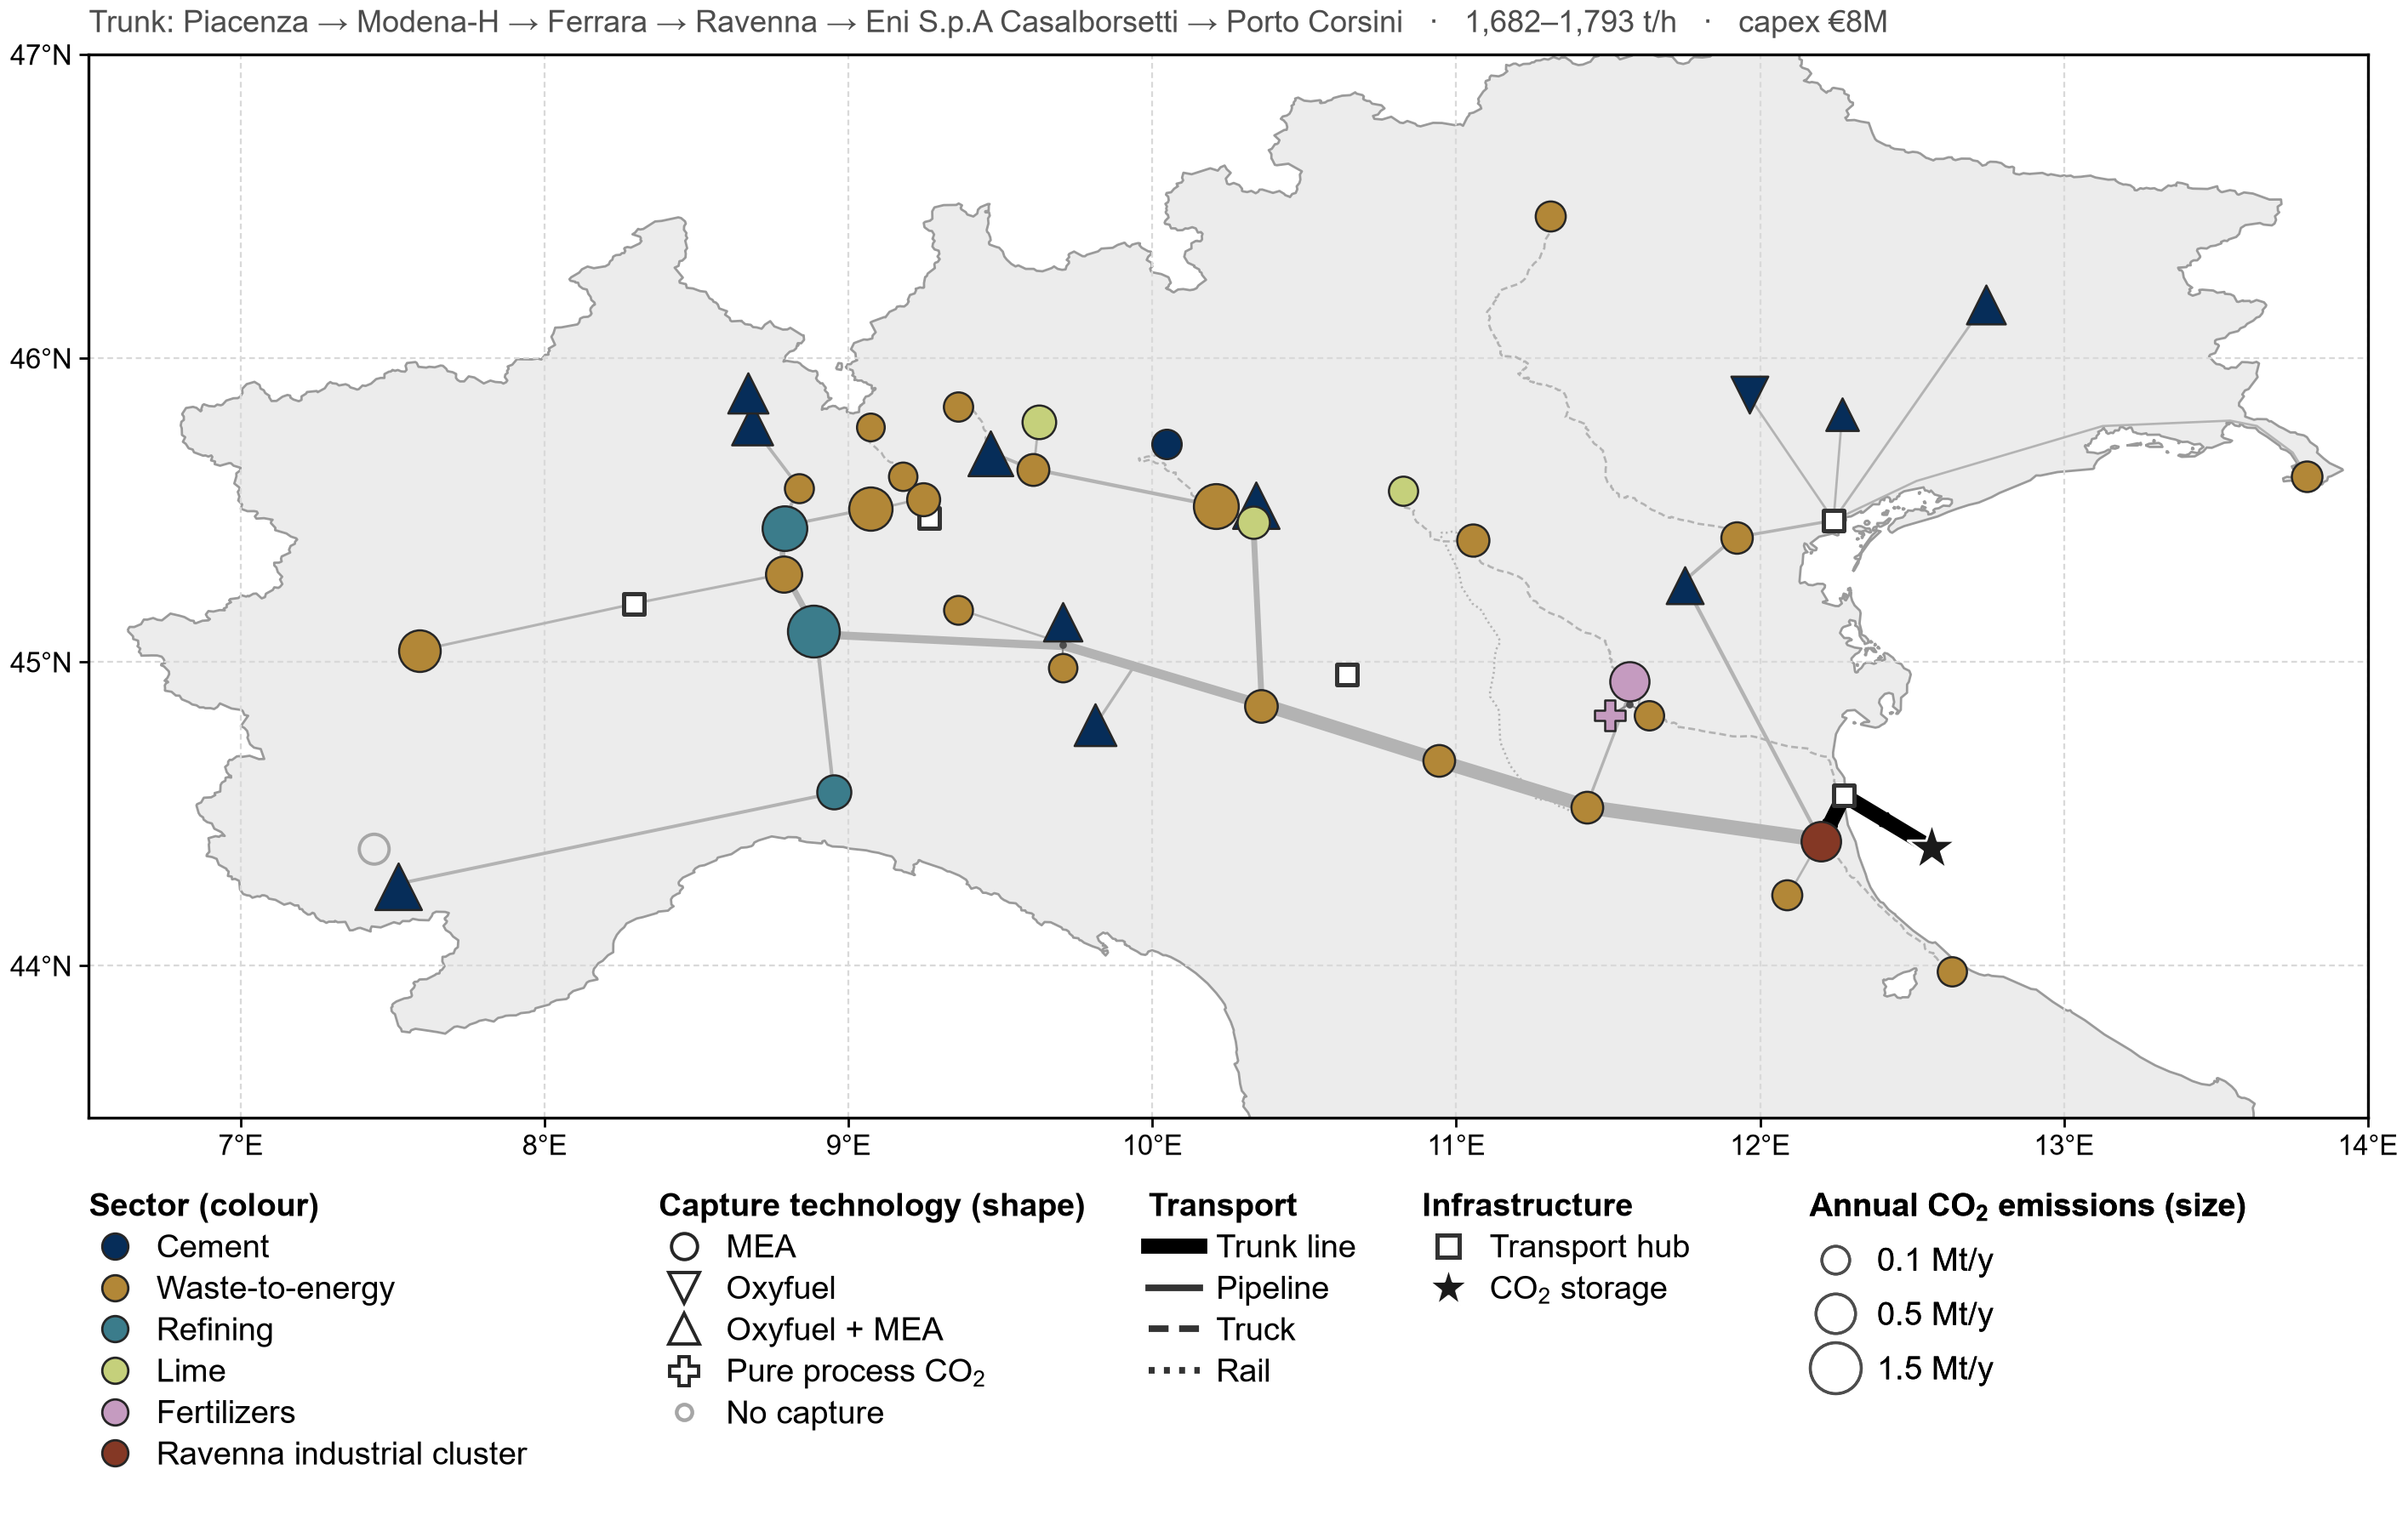 Trunk: Piacenza → Modena-H → Ferrara → Ravenna → Eni S.p.A Casalborsetti → Porto Corsini · 1,682–1,793 t/h · capex €8M
47°N
46°N
45°N
44°N
7°E 8°E 9°E 10°E 11°E 12°E 13°E 14°E
Sector (colour)
Cement
Waste-to-energy
Refining
Lime
Fertilizers
Ravenna industrial cluster
Capture technology (shape)
MEA
Oxyfuel
Oxyfuel + MEA
Pure process CO₂
No capture
Transport
Trunk line
Pipeline
Truck
Rail
Infrastructure
Transport hub
CO₂ storage
Annual CO₂ emissions (size)
0.1 Mt/y
0.5 Mt/y
1.5 Mt/y